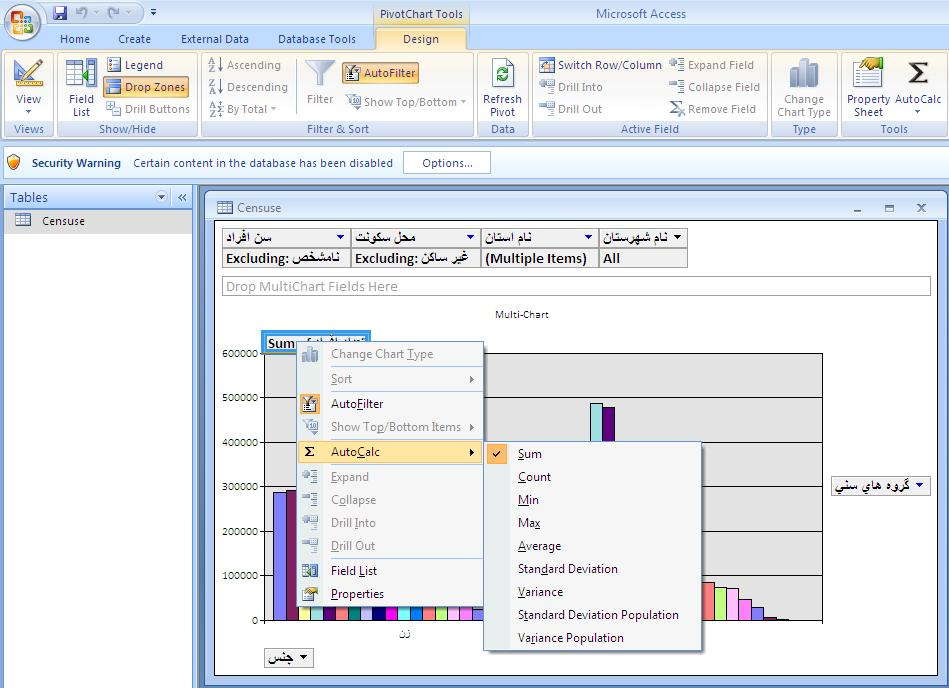 PivotChart Tools
Microsoft Access
Home Create External Data Database Tools Design
View
Views
Field List
Legend
Drop Zones
Drill Buttons
Show/Hide
Ascending
Descending
By Total
Filter
AutoFilter
Show Top/Bottom
Filter & Sort
Refresh Pivot
Data
Switch Row/Column
Drill Into
Drill Out
Expand Field
Collapse Field
Remove Field
Active Field
Change Chart Type
Type
Property Sheet
AutoCalc
Tools
Security Warning Certain content in the database has been disabled Options...
Tables
Censuse
Censuse
سن افراد
محل سکونت
نام استان
نام شهرستان
Excluding: نامشخص
Excluding: غیر ساکن
(Multiple Items)
All
Drop MultiChart Fields Here
Multi-Chart
Sum
600000
500000
400000
300000
200000
100000
0
Change Chart Type
Sort
AutoFilter
Show Top/Bottom Items
AutoCalc
Expand
Collapse
Drill Into
Drill Out
Field List
Properties
Sum
Count
Min
Max
Average
Standard Deviation
Variance
Standard Deviation Population
Variance Population
گروه هاي سني
زن
جنس